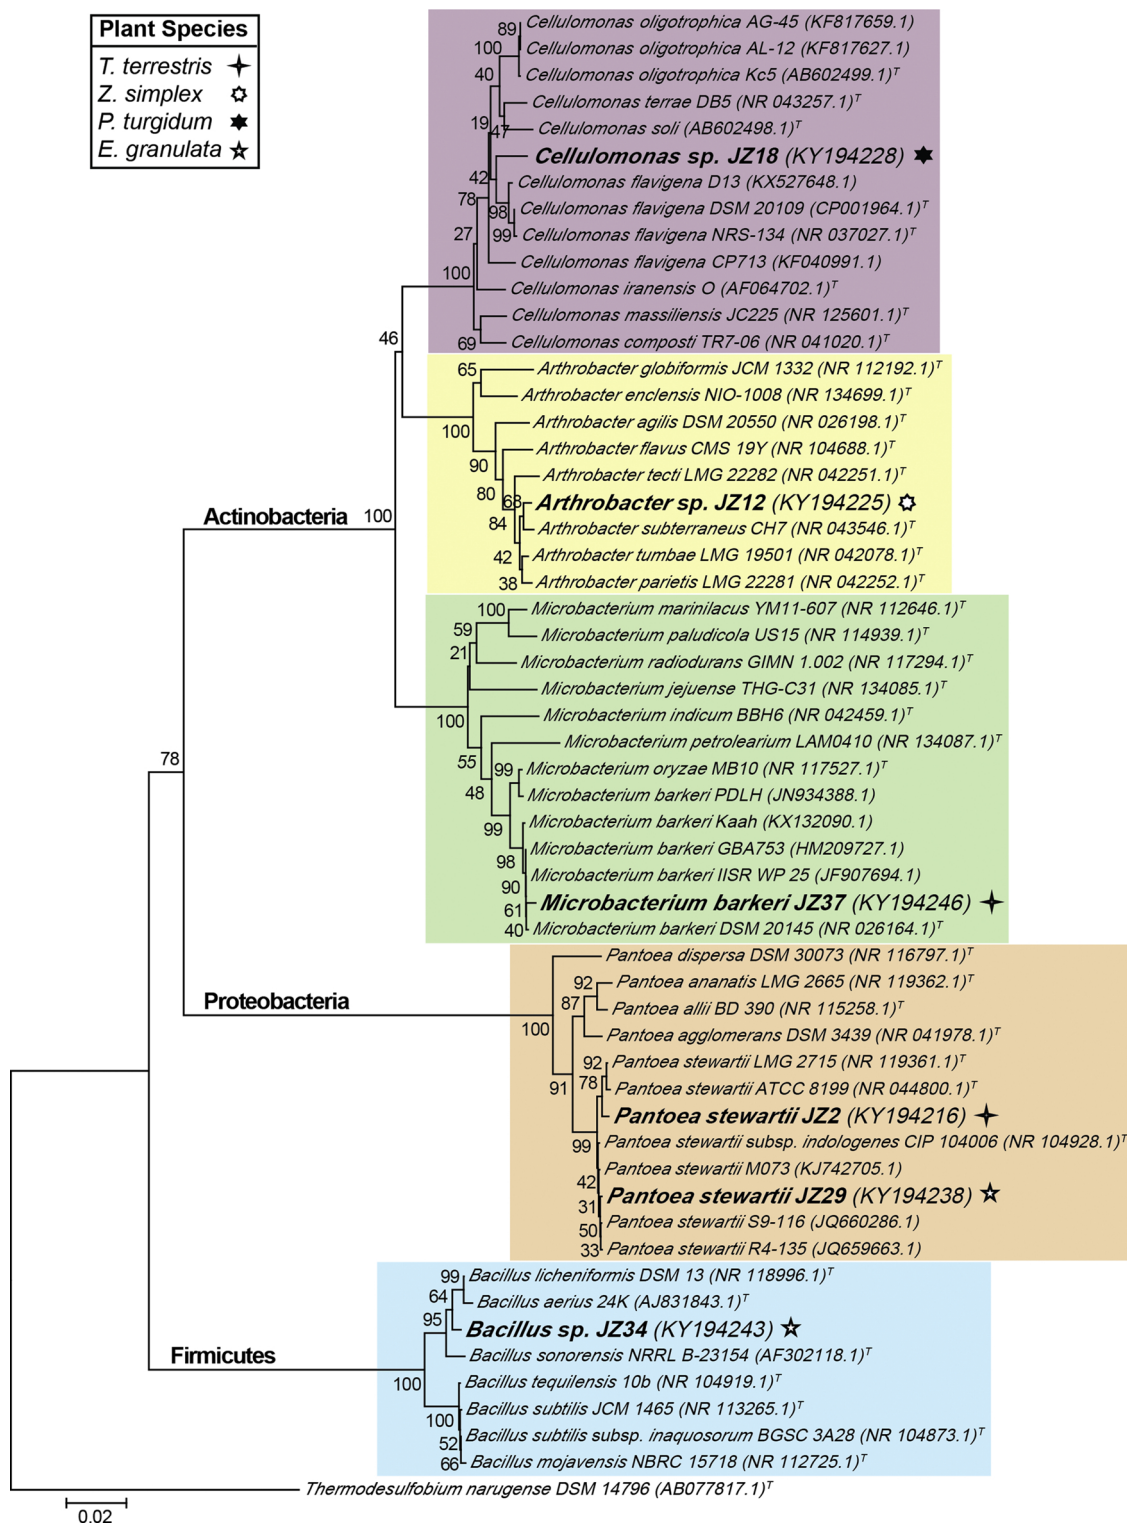 Plant Species
T. terrestris
Z. simplex
P. turgidum
E. granulata
Cellulomonas oligotrophica AG-45 (KF817659.1)
89
Cellulomonas oligotrophica AL-12 (KF817627.1)
100
Cellulomonas oligotrophica Kc5 (AB602499.1)T
40
Cellulomonas terrae DB5 (NR 043257.1)T
19
47
Cellulomonas soli (AB602498.1)T
Cellulomonas sp. JZ18 (KY194228)
42
Cellulomonas flavigena D13 (KX527648.1)
78
98
Cellulomonas flavigena DSM 20109 (CP001964.1)T
27
99
Cellulomonas flavigena NRS-134 (NR 037027.1)T
Cellulomonas flavigena CP713 (KF040991.1)
100
Cellulomonas iranensis O (AF064702.1)T
Cellulomonas massiliensis JC225 (NR 125601.1)T
69
Cellulomonas composti TR7-06 (NR 041020.1)T
46
65
Arthrobacter globiformis JCM 1332 (NR 112192.1)T
Arthrobacter enclensis NIO-1008 (NR 134699.1)T
100
Arthrobacter agilis DSM 20550 (NR 026198.1)T
Arthrobacter flavus CMS 19Y (NR 104688.1)T
90
Arthrobacter tecti LMG 22282 (NR 042251.1)T
80
68
Arthrobacter sp. JZ12 (KY194225)
84
Arthrobacter subterraneus CH7 (NR 043546.1)T
42
Arthrobacter tumbae LMG 19501 (NR 042078.1)T
38
Arthrobacter parietis LMG 22281 (NR 042252.1)T
Actinobacteria
100
100
Microbacterium marinilacus YM11-607 (NR 112646.1)T
59
Microbacterium paludicola US15 (NR 114939.1)T
21
Microbacterium radiodurans GIMN 1.002 (NR 117294.1)T
Microbacterium jejuense THG-C31 (NR 134085.1)T
100
Microbacterium indicum BBH6 (NR 042459.1)T
Microbacterium petrolearium LAM0410 (NR 134087.1)T
55
99
Microbacterium oryzae MB10 (NR 117527.1)T
48
Microbacterium barkeri PDLH (JN934388.1)
99
Microbacterium barkeri Kaah (KX132090.1)
Microbacterium barkeri GBA753 (HM209727.1)
98
Microbacterium barkeri IISR WP 25 (JF907694.1)
90
Microbacterium barkeri JZ37 (KY194246)
61
40
Microbacterium barkeri DSM 20145 (NR 026164.1)T
78
Pantoea dispersa DSM 30073 (NR 116797.1)T
92
Pantoea ananatis LMG 2665 (NR 119362.1)T
Proteobacteria
87
Pantoea allii BD 390 (NR 115258.1)T
100
Pantoea agglomerans DSM 3439 (NR 041978.1)T
92
Pantoea stewartii LMG 2715 (NR 119361.1)T
91
78
Pantoea stewartii ATCC 8199 (NR 044800.1)T
Pantoea stewartii JZ2 (KY194216)
99
Pantoea stewartii subsp. indologenes CIP 104006 (NR 104928.1)T
Pantoea stewartii M073 (KJ742705.1)
42
Pantoea stewartii JZ29 (KY194238)
31
Pantoea stewartii S9-116 (JQ660286.1)
50
33
Pantoea stewartii R4-135 (JQ659663.1)
99
Bacillus licheniformis DSM 13 (NR 118996.1)T
64
Bacillus aerius 24K (AJ831843.1)T
95
Bacillus sp. JZ34 (KY194243)
Firmicutes
Bacillus sonorensis NRRL B-23154 (AF302118.1)T
100
Bacillus tequilensis 10b (NR 104919.1)T
Bacillus subtilis JCM 1465 (NR 113265.1)T
100
Bacillus subtilis subsp. inaquosorum BGSC 3A28 (NR 104873.1)T
52
66
Bacillus mojavensis NBRC 15718 (NR 112725.1)T
Thermodesulfobium narugense DSM 14796 (AB077817.1)T
0.02